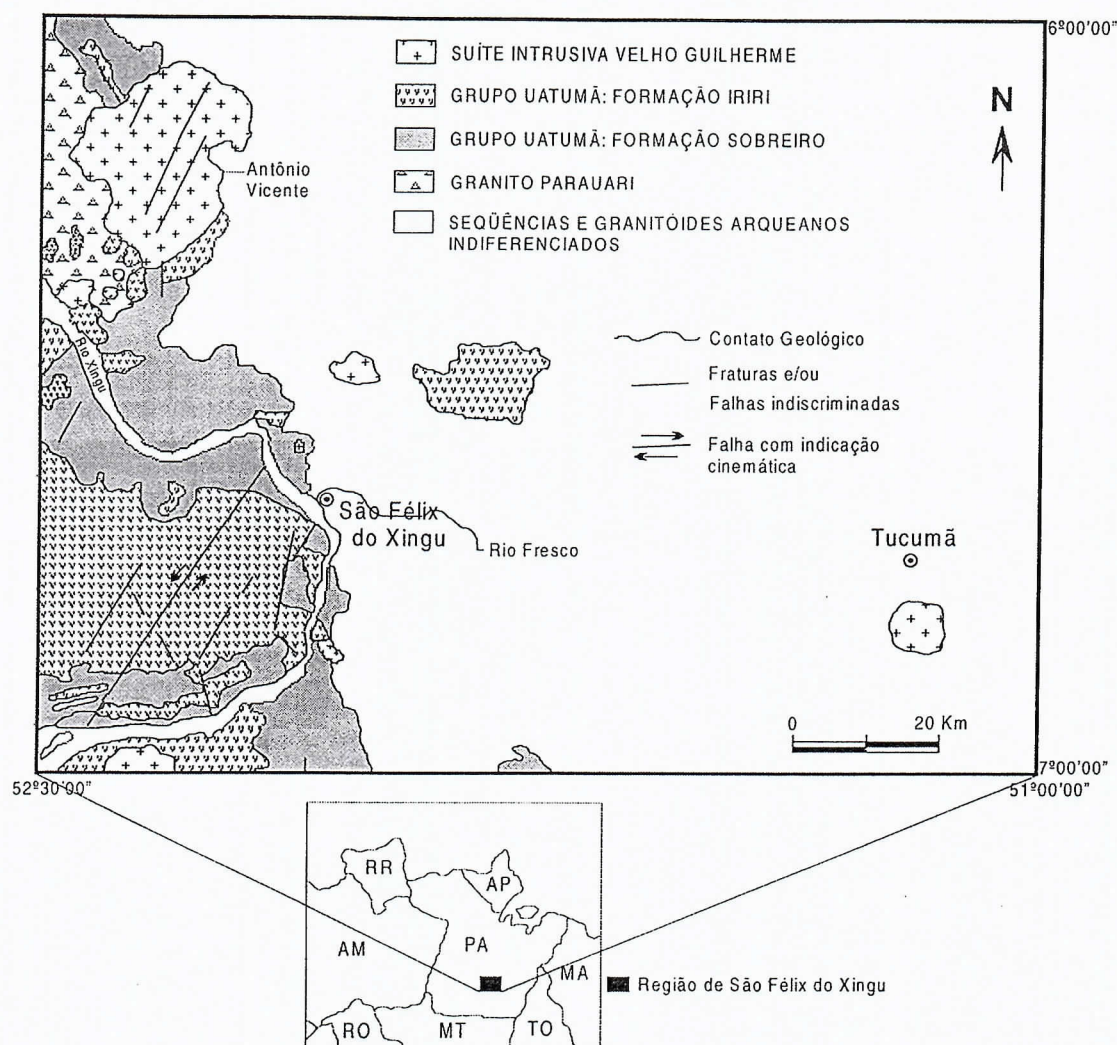 6º00'00"
SUÍTE INTRUSIVA VELHO GUILHERME
GRUPO UATUMÃ: FORMAÇÃO IRIRI
GRUPO UATUMÃ: FORMAÇÃO SOBREIRO
GRANITO PARAUARI
SEQÜÊNCIAS E GRANITÓIDES ARQUEANOS
INDIFERENCIADOS
N
Antônio
Vicente
Rio Xingu
Contato Geológico
Fraturas e/ou
Falhas indiscriminadas
Falha com indicação
cinemática
São Félix
do Xingu
Rio Fresco
Tucumã
0 20 Km
7º00'00"
52º30'00"
51º00'00"
RR
AP
AM
PA
MA
RO
MT
TO
Região de São Félix do Xingu